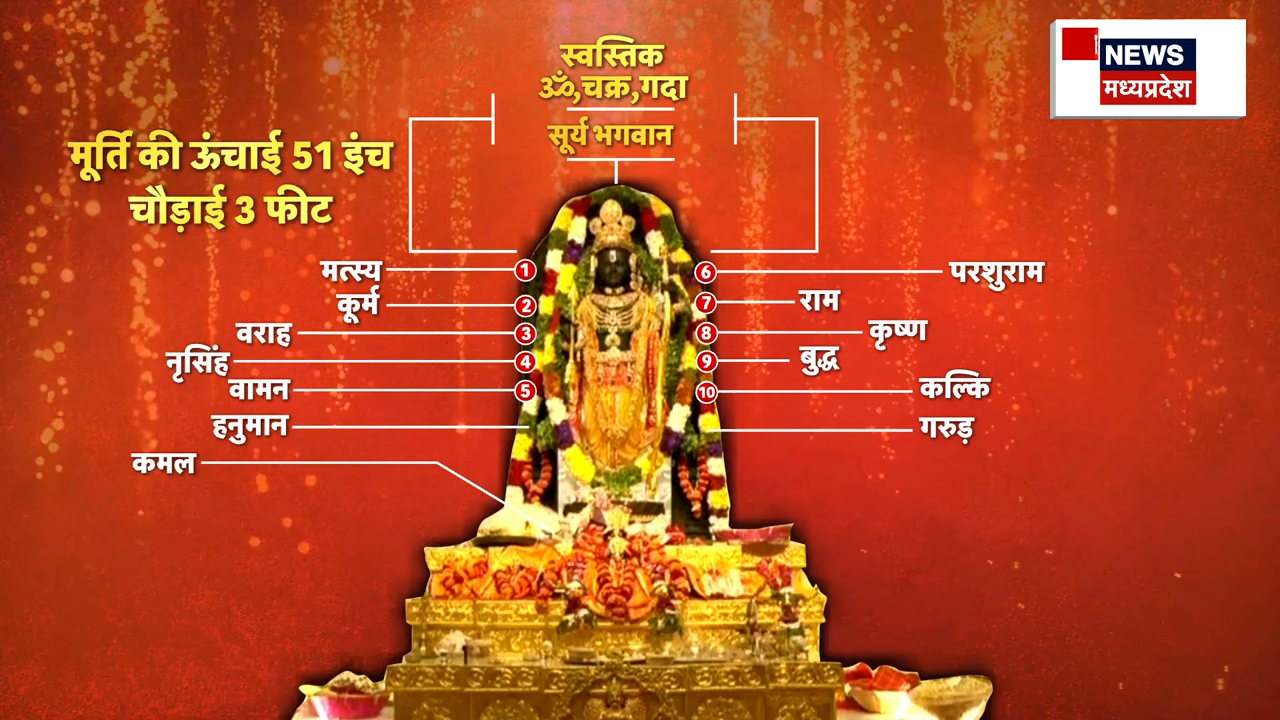 स्वस्तिक
ॐ,चक्र,गदा
सूर्य भगवान
NEWS
मध्यप्रदेश
मूर्ति की ऊंचाई 51 इंच
चौड़ाई 3 फीट
मत्स्य 1
कूर्म 2
वराह 3
नृसिंह 4
वामन 5
हनुमान
कमल
6 परशुराम
7 राम
8 कृष्ण
9 बुद्ध
10 कल्कि
गरुड़